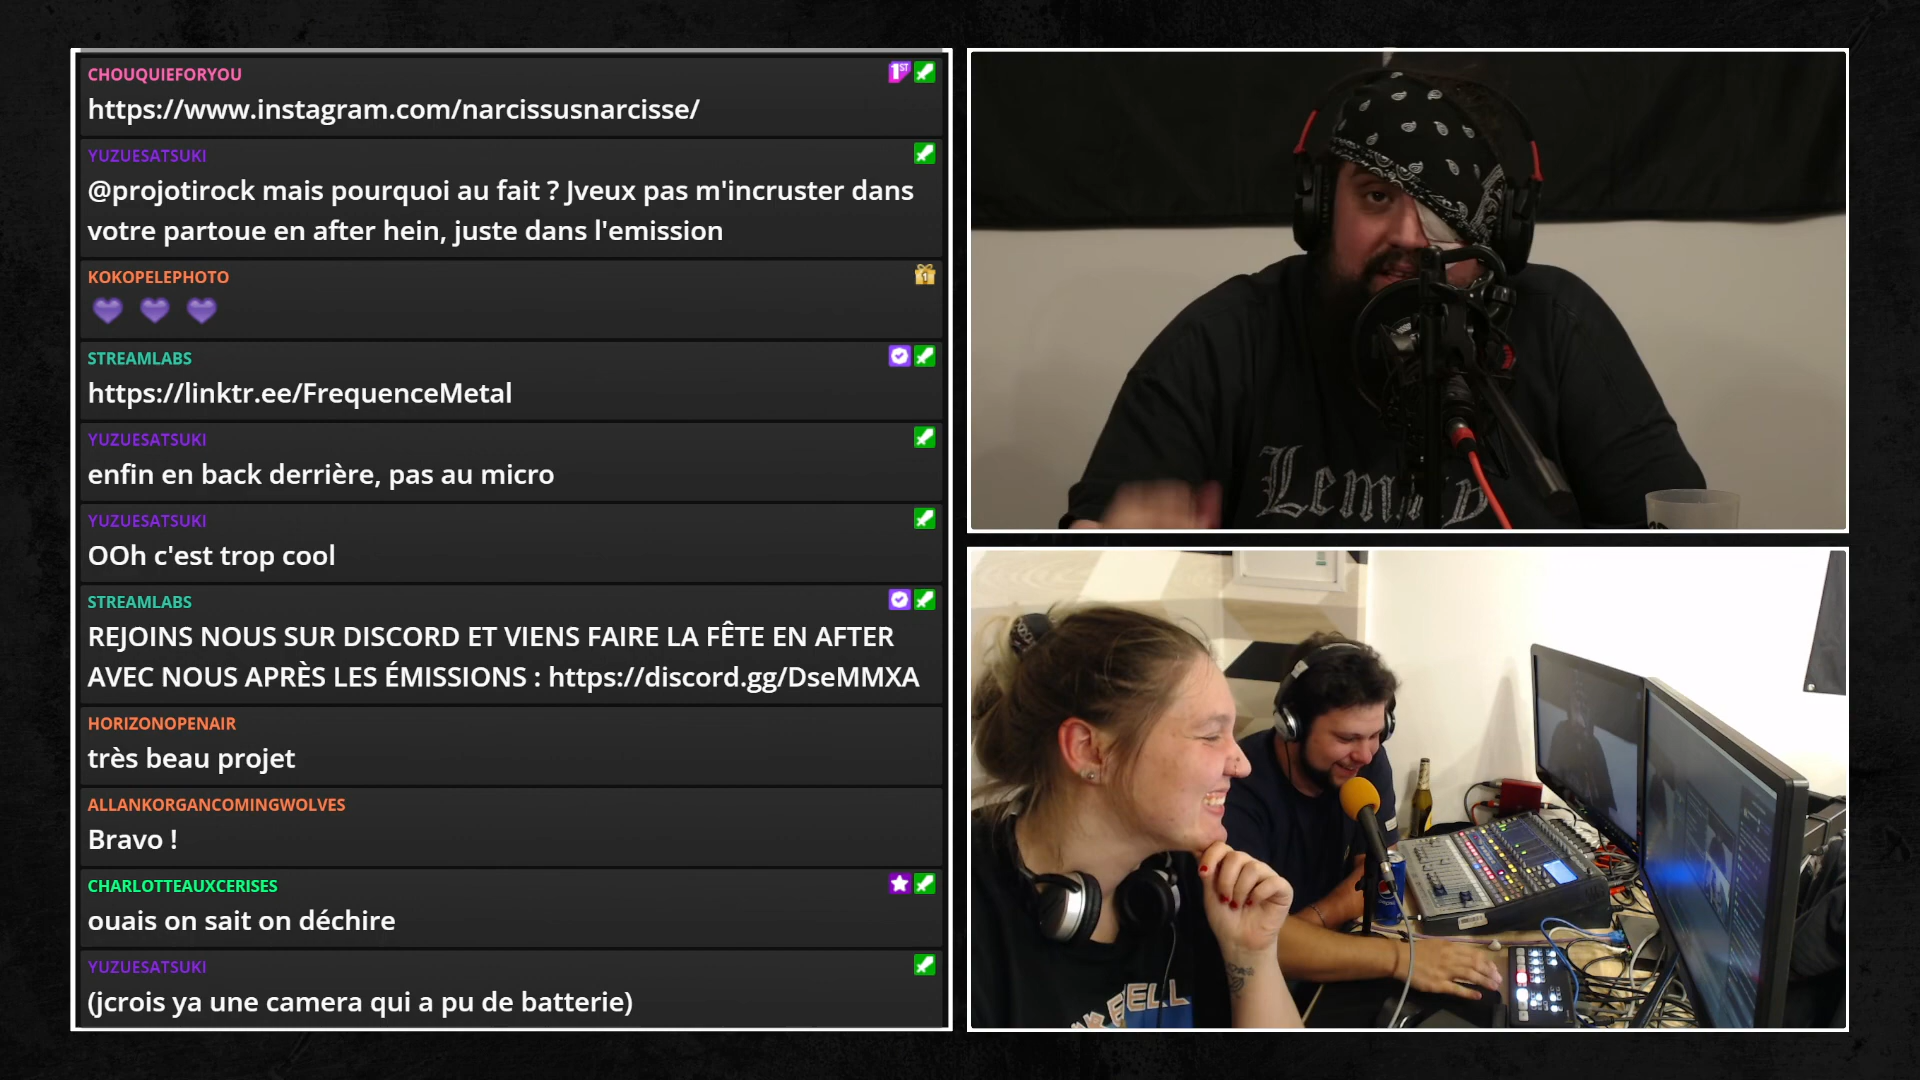 CHOUQUIEFORYOU
1ST
https://www.instagram.com/narcissusnarcisse/
YUZUESATSUKI
@projotirock mais pourquoi au fait ? Jveux pas m'incruster dans
votre partoue en after hein, juste dans l'emission
KOKOPELEPHOTO
1
STREAMLABS
https://linktr.ee/FrequenceMetal
YUZUESATSUKI
enfin en back derrière, pas au micro
YUZUESATSUKI
OOh c'est trop cool
STREAMLABS
REJOINS NOUS SUR DISCORD ET VIENS FAIRE LA FÊTE EN AFTER
AVEC NOUS APRÈS LES ÉMISSIONS : https://discord.gg/DseMMXA
HORIZONOPENAIR
très beau projet
ALLANKORGANCOMINGWOLVES
Bravo !
CHARLOTTEAUXCERISES
ouais on sait on déchire
YUZUESATSUKI
(jcrois ya une camera qui a pu de batterie)